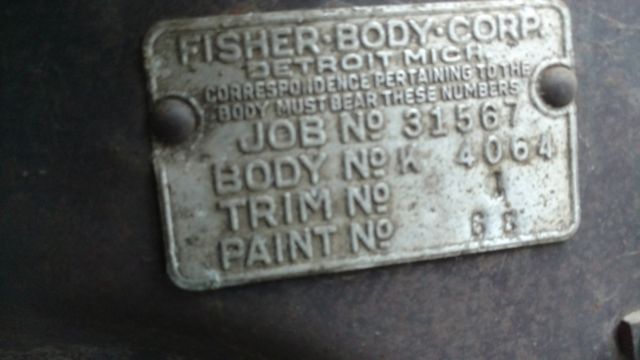 FISHER·BODY·CORP.
DETROIT MICH.
CORRESPONDENCE PERTAINING TO THE
BODY MUST BEAR THESE NUMBERS
JOB Nº 31567
BODY Nº K 4064
TRIM Nº 1
PAINT Nº